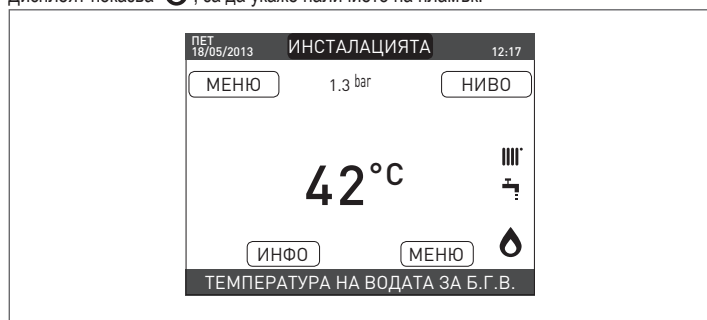 Дисплеят показва " ", за да укаже наличието на пламък.
ПЕТ
18/05/2013 ИНСТАЛАЦИЯТА 12:17
МЕНЮ 1.3 bar НИВО
42°C
ИНФО МЕНЮ
ТЕМПЕРАТУРА НА ВОДАТА ЗА Б.Г.В.